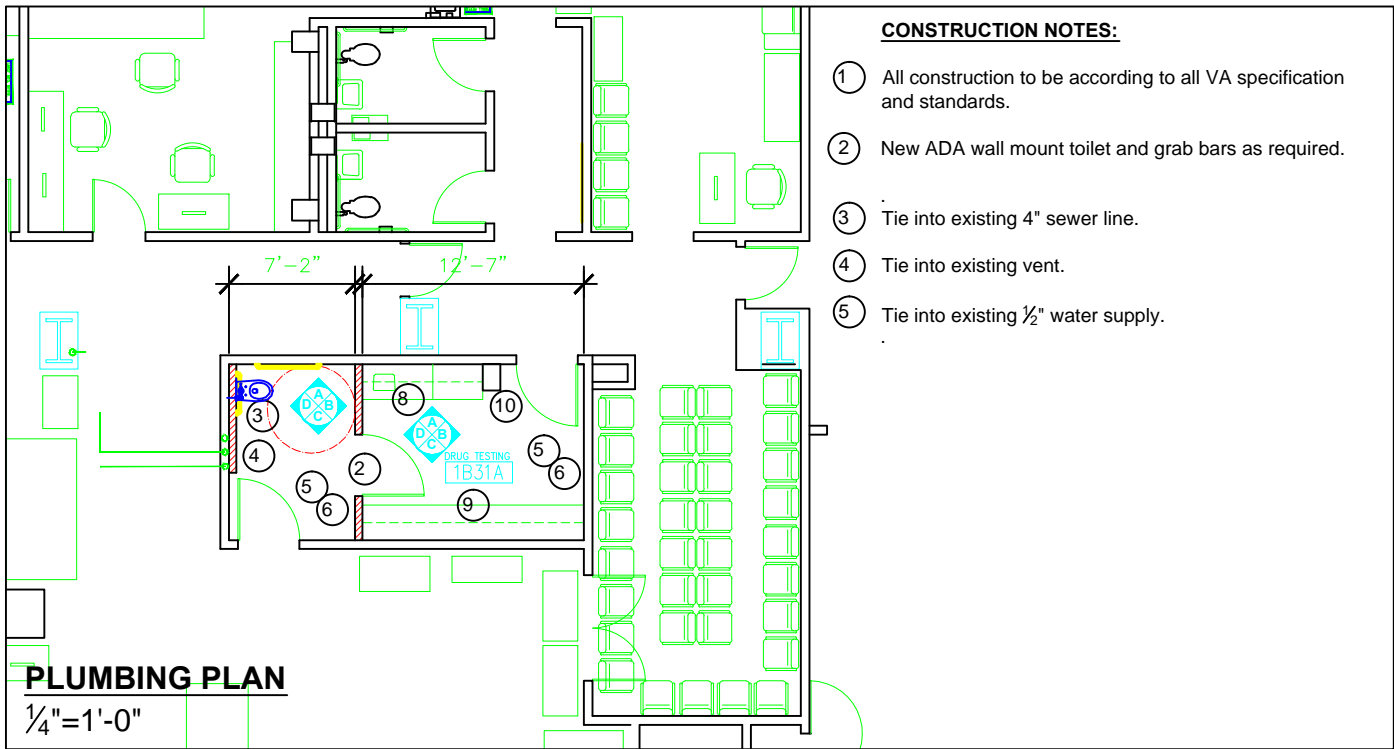 CONSTRUCTION NOTES:
1 All construction to be according to all VA specification
and standards.
2 New ADA wall mount toilet and grab bars as required.
.
3 Tie into existing 4" sewer line.
4 Tie into existing vent.
5 Tie into existing ½" water supply.
.
7'-2" 12'-7"
A
D B
C
3
8
10
A
D B
C
4
2
DRUG TESTING
1B31A
5
6
5
6
9
PLUMBING PLAN
¼"=1'-0"